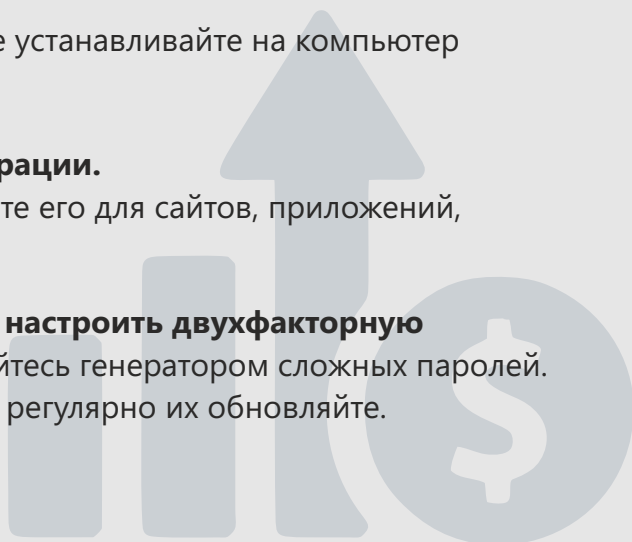 устанавливайте на компьютер
рации.
те его для сайтов, приложений,
настроить двухфакторную
йтесь генератором сложных паролей.
регулярно их обновляйте.